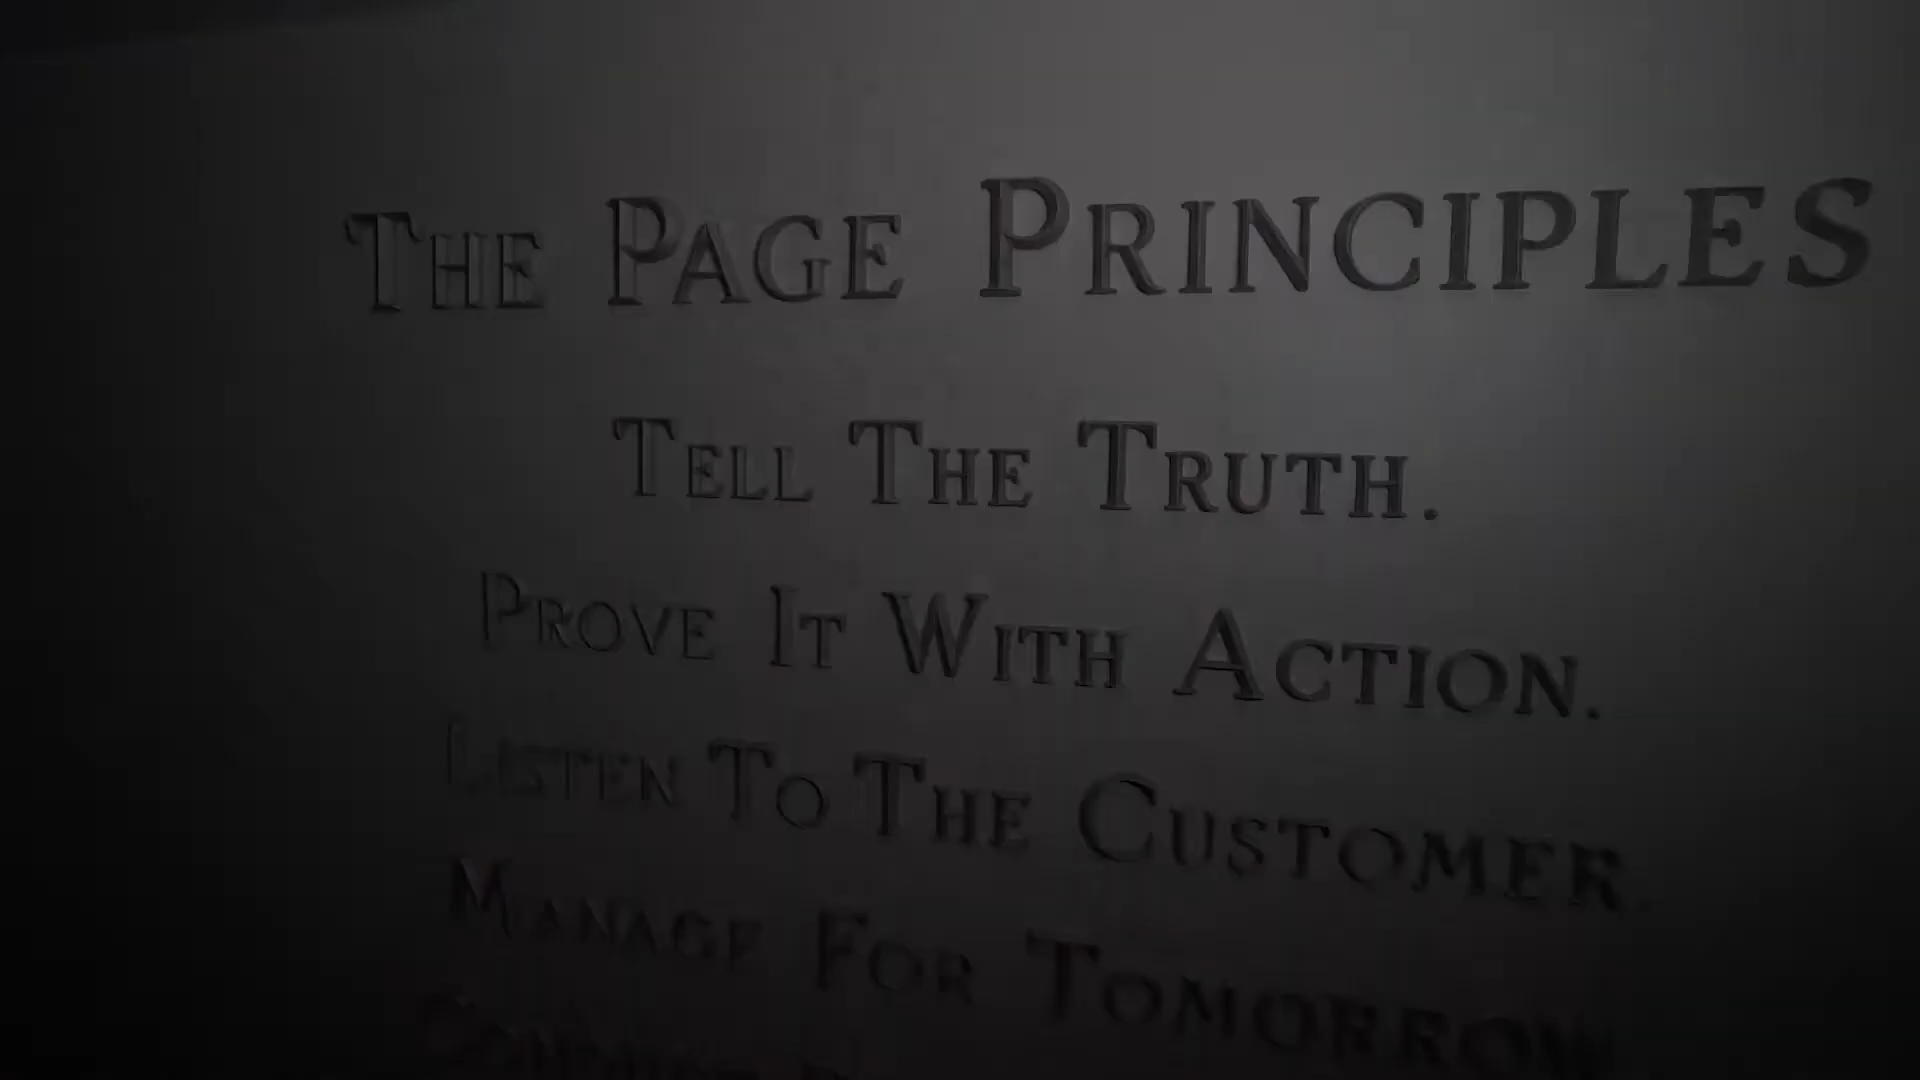 The Page Principles
Tell The Truth.
Prove It With Action.
Listen To The Customer.
Manage For Tomorrow